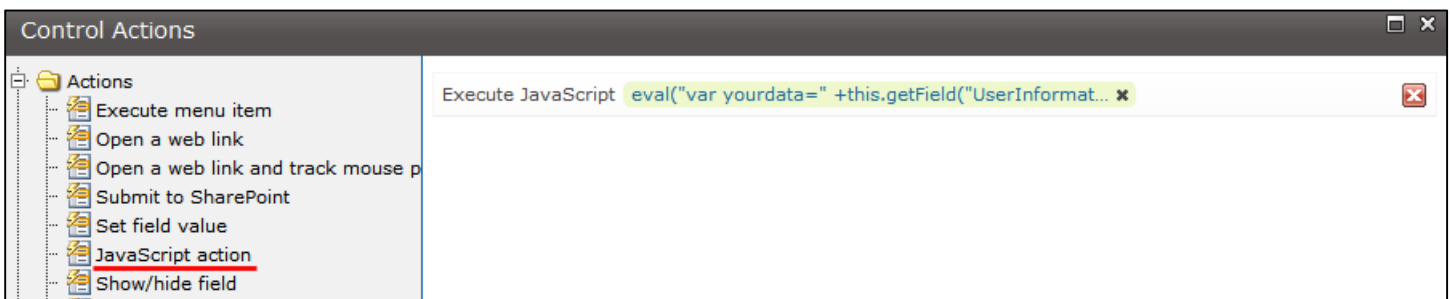 Control Actions
Actions
Execute menu item
Open a web link
Open a web link and track mouse p
Submit to SharePoint
Set field value
JavaScript action
Show/hide field
Execute JavaScript eval("var yourdata=" +this.getField("UserInformat...